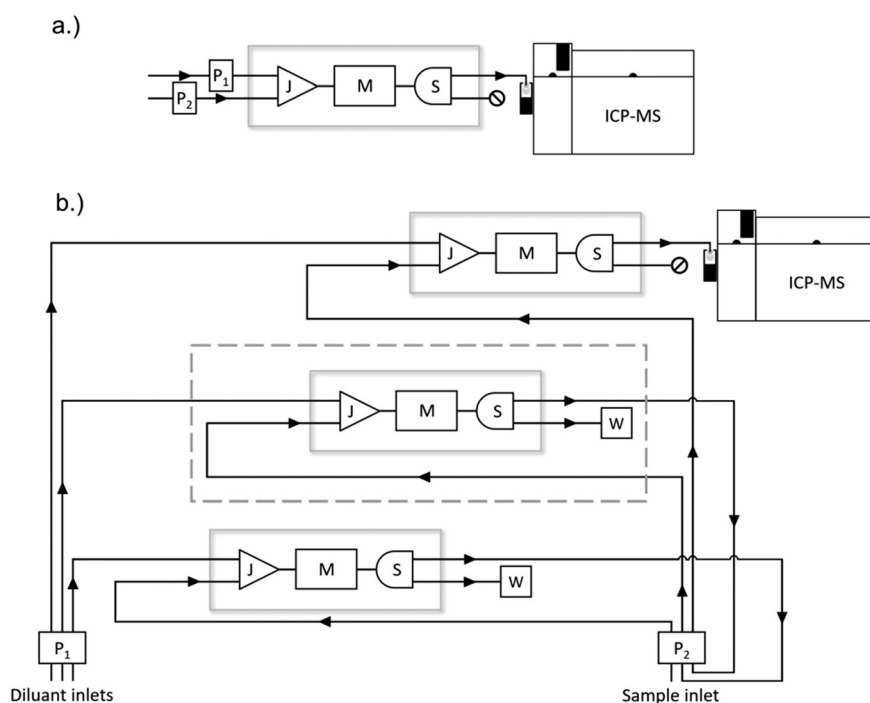 a.)
P₁
P₂
J
M
S
ICP-MS
b.)
J
M
S
ICP-MS
J
M
S
W
J
M
S
W
P₁
P₂
Diluant inlets
Sample inlet